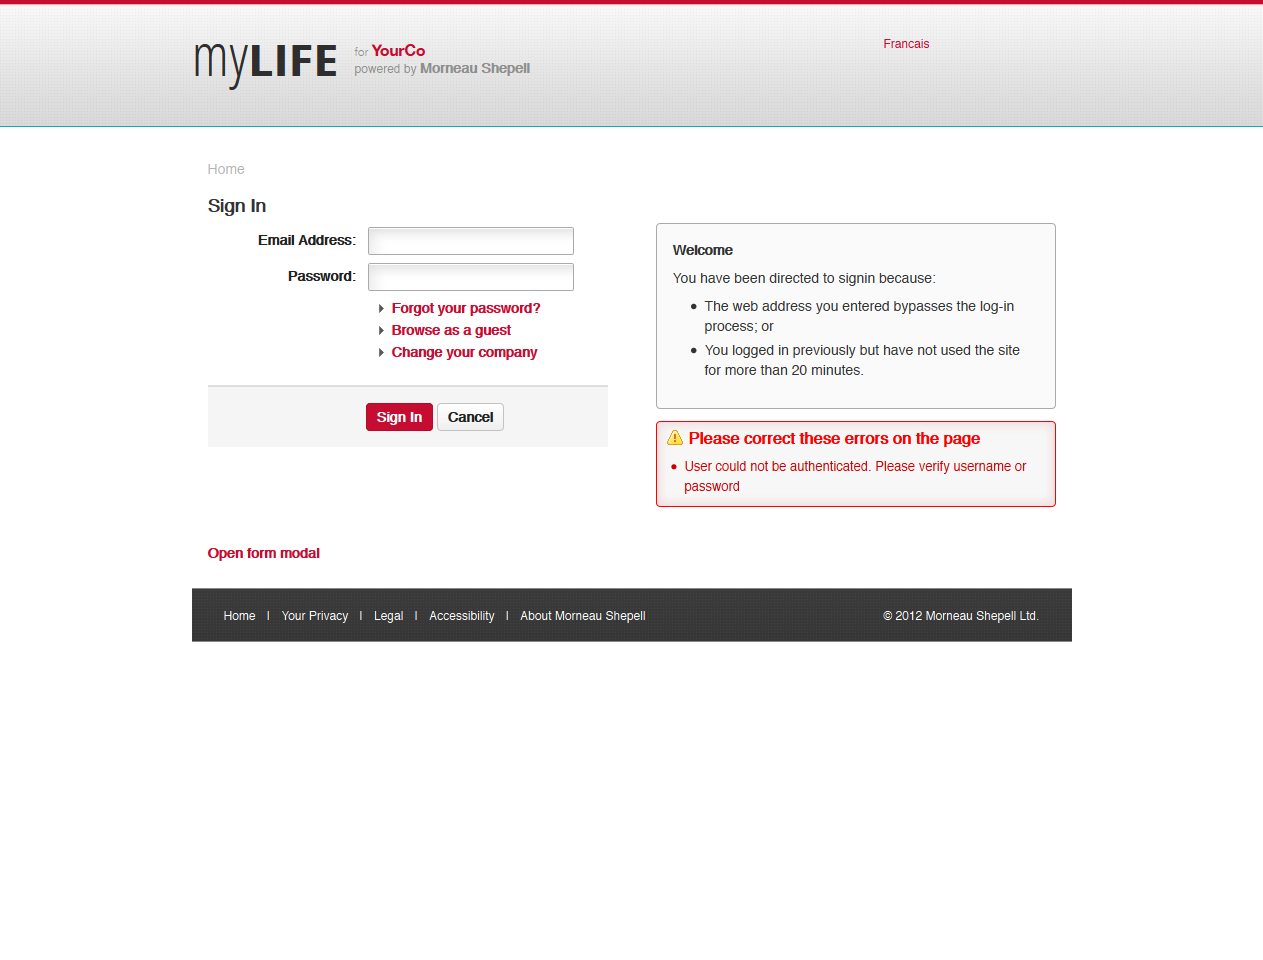 myLIFE
for YourCo
powered by Morneau Shepell
Francais
Home
Sign In
Email Address:
Password:
Forgot your password?
Browse as a guest
Change your company
Sign In
Cancel
Welcome
You have been directed to signin because:
The web address you entered bypasses the log-in
process; or
You logged in previously but have not used the site
for more than 20 minutes.
Please correct these errors on the page
User could not be authenticated. Please verify username or
password
Open form modal
Home | Your Privacy | Legal | Accessibility | About Morneau Shepell
© 2012 Morneau Shepell Ltd.